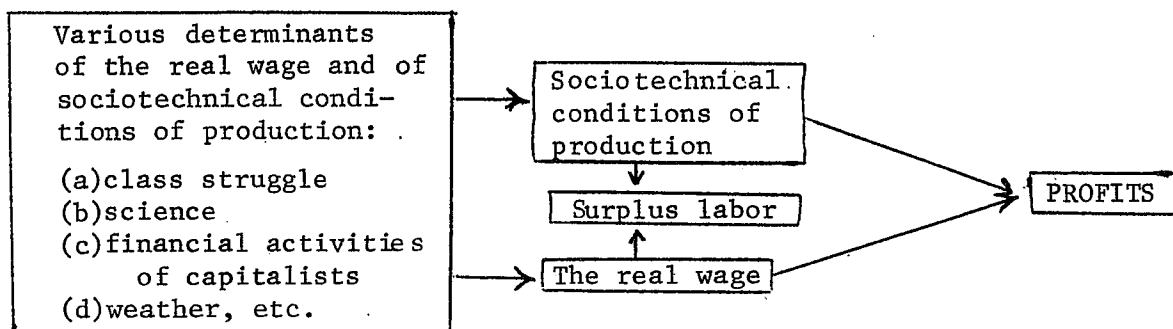 Various determinants
of the real wage and of
sociotechnical condi-
tions of production:
(a)class struggle
(b)science
(c)financial activities
of capitalists
(d)weather, etc.
Sociotechnical
conditions of
production
Surplus labor
The real wage
PROFITS